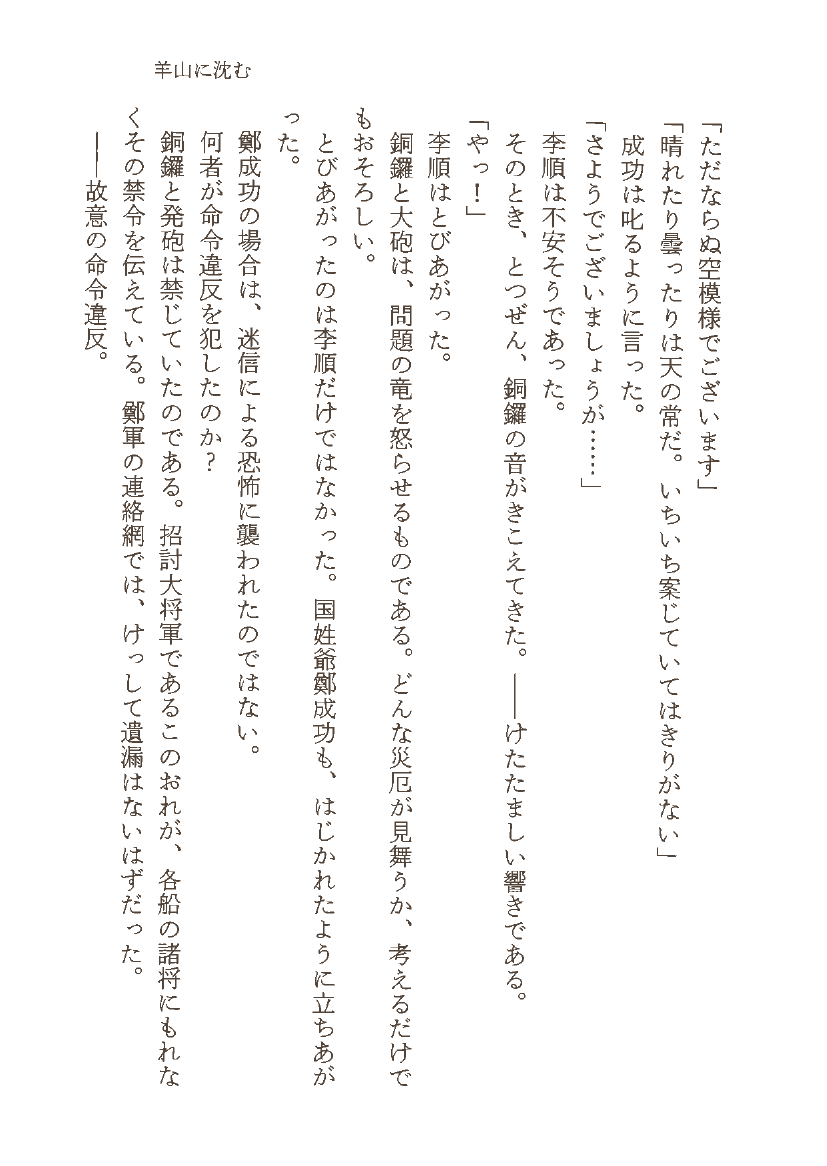 羊山に沈む
「ただならぬ空模様でございます」
「晴れたり曇ったりは天の常だ。いちいち案じていてはきりがない」
成功は叱るように言った。
「さようでございましょうが……」
李順は不安そうであった。
そのとき、とつぜん、銅鑼の音がきこえてきた。――けたたましい響きである。
「やっ！」
李順はとびあがった。
銅鑼と大砲は、問題の竜を怒らせるものである。どんな災厄が見舞うか、考えるだけで
もおそろしい。
とびあがったのは李順だけではなかった。国姓爺鄭成功も、はじかれたように立ちあが
った。
鄭成功の場合は、迷信による恐怖に襲われたのではない。
何者が命令違反を犯したのか？
銅鑼と発砲は禁じていたのである。招討大将軍であるこのおれが、各船の諸将にもれな
くその禁令を伝えている。鄭軍の連絡網では、けっして遺漏はないはずだった。
――故意の命令違反。